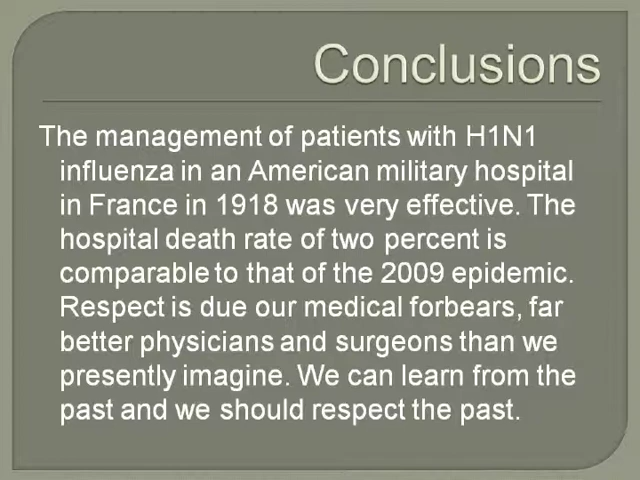 Conclusions
The management of patients with H1N1
influenza in an American military hospital
in France in 1918 was very effective. The
hospital death rate of two percent is
comparable to that of the 2009 epidemic.
Respect is due our medical forbears, far
better physicians and surgeons than we
presently imagine. We can learn from the
past and we should respect the past.